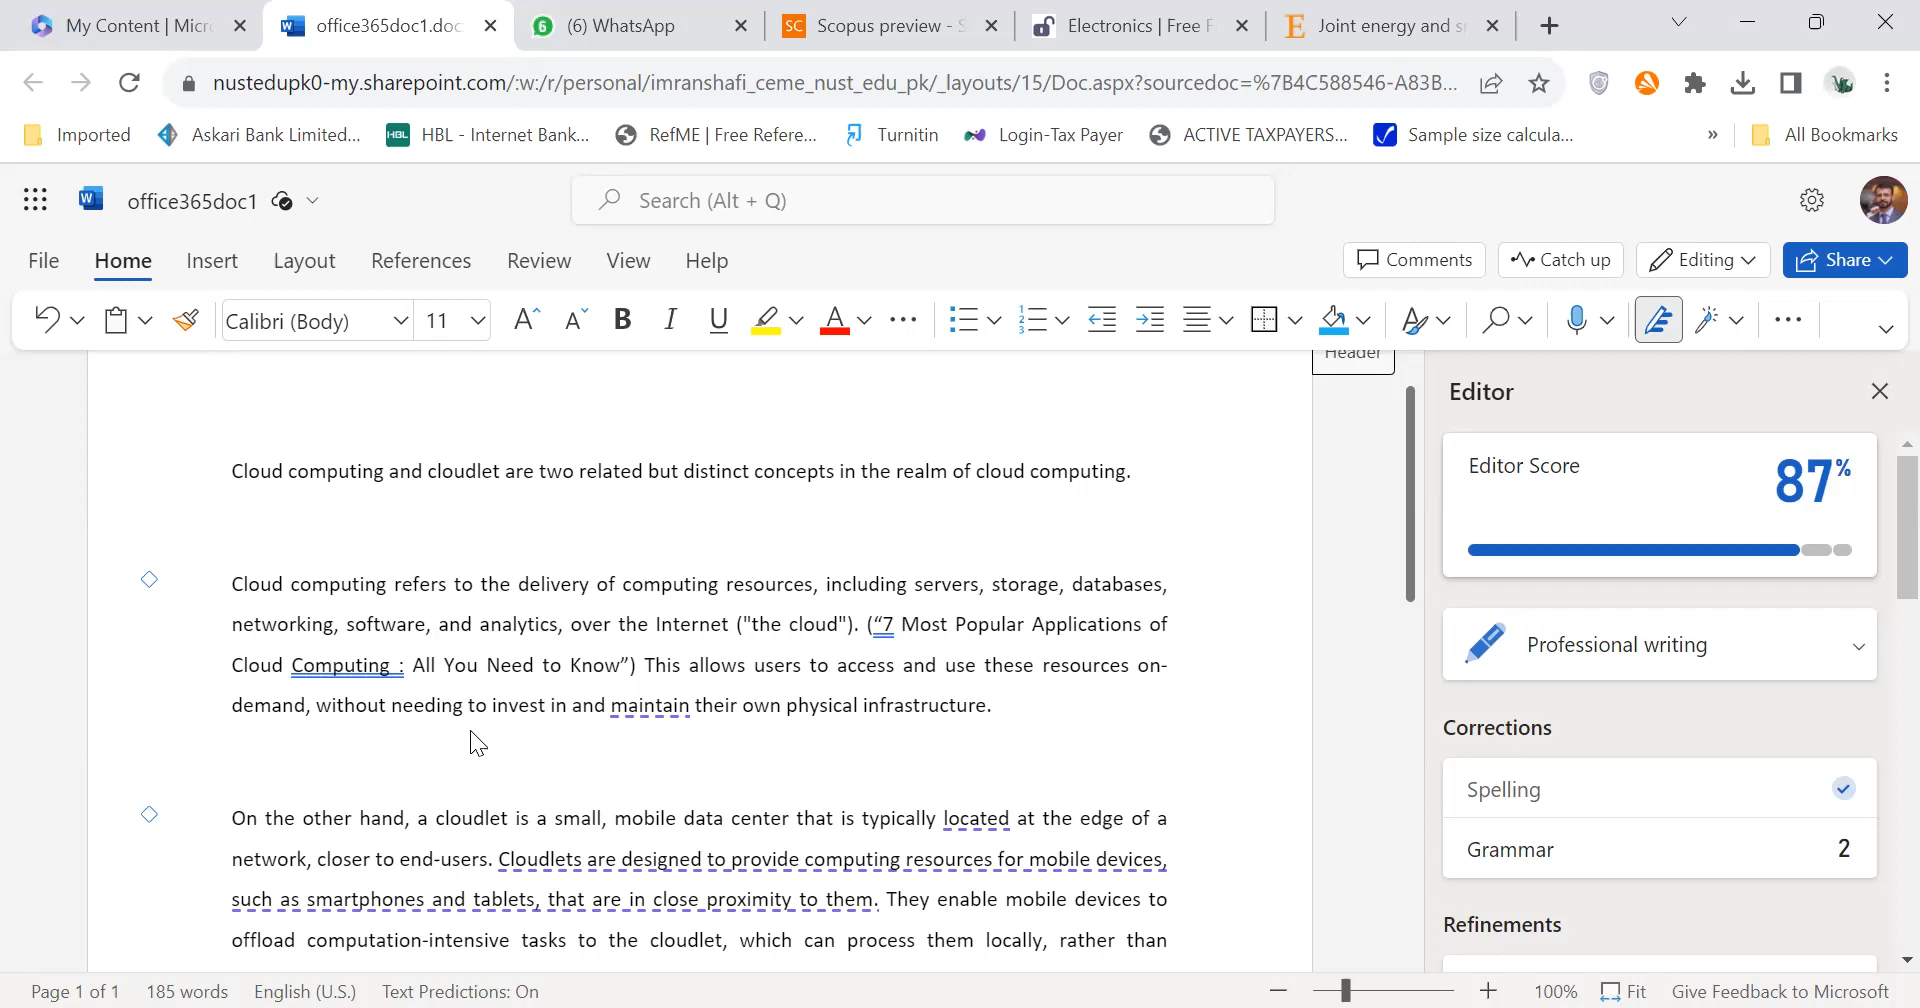 My Content | Micr
office365doc1.doc
(6) WhatsApp
SC
Scopus preview - S
Electronics | Free F
E
Joint energy and s
nustedupk0-my.sharepoint.com/:w:/r/personal/imranshafi_ceme_nust_edu_pk/_layouts/15/Doc.aspx?sourcedoc=%7B4C588546-A83B...
Imported
Askari Bank Limited...
HBL
HBL - Internet Bank...
RefME | Free Refere...
Turnitin
Login-Tax Payer
ACTIVE TAXPAYERS...
Sample size calcula...
»
All Bookmarks
W
office365doc1
Search (Alt + Q)
File Home Insert Layout References Review View Help
Comments
Catch up
Editing
Share
Calibri (Body)
11
Header
Cloud computing and cloudlet are two related but distinct concepts in the realm of cloud computing.
Cloud computing refers to the delivery of computing resources, including servers, storage, databases,
networking, software, and analytics, over the Internet ("the cloud"). (“7 Most Popular Applications of
Cloud Computing : All You Need to Know”) This allows users to access and use these resources on-
demand, without needing to invest in and maintain their own physical infrastructure.
On the other hand, a cloudlet is a small, mobile data center that is typically located at the edge of a
network, closer to end-users. Cloudlets are designed to provide computing resources for mobile devices,
such as smartphones and tablets, that are in close proximity to them. They enable mobile devices to
offload computation-intensive tasks to the cloudlet, which can process them locally, rather than
Editor
Editor Score
87%
Professional writing
Corrections
Spelling
Grammar 2
Refinements
Page 1 of 1
185 words
English (U.S.)
Text Predictions: On
100%
Fit
Give Feedback to Microsoft